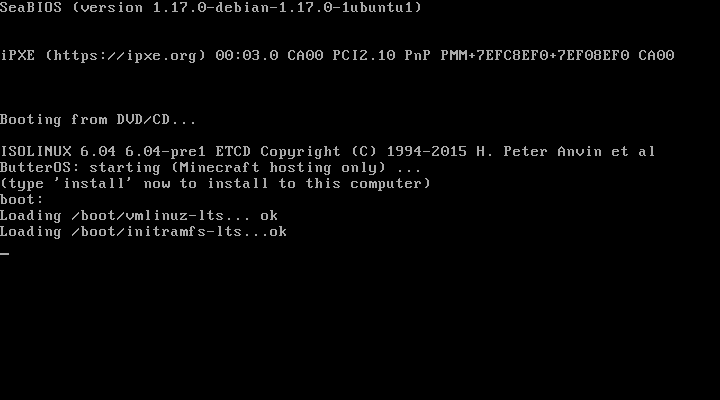 SeaBIOS (version 1.17.0-debian-1.17.0-1ubuntu1)
iPXE (https://ipxe.org) 00:03.0 CA00 PCI2.10 PnP PMM+7EFC8EF0+7EF08EF0 CA00
Booting from DVD/CD...
ISOLINUX 6.04 6.04-pre1 ETCD Copyright (C) 1994-2015 H. Peter Anvin et al
ButterOS: starting (Minecraft hosting only) ...
(type 'install' now to install to this computer)
boot:
Loading /boot/vmlinuz-lts... ok
Loading /boot/initramfs-lts...ok